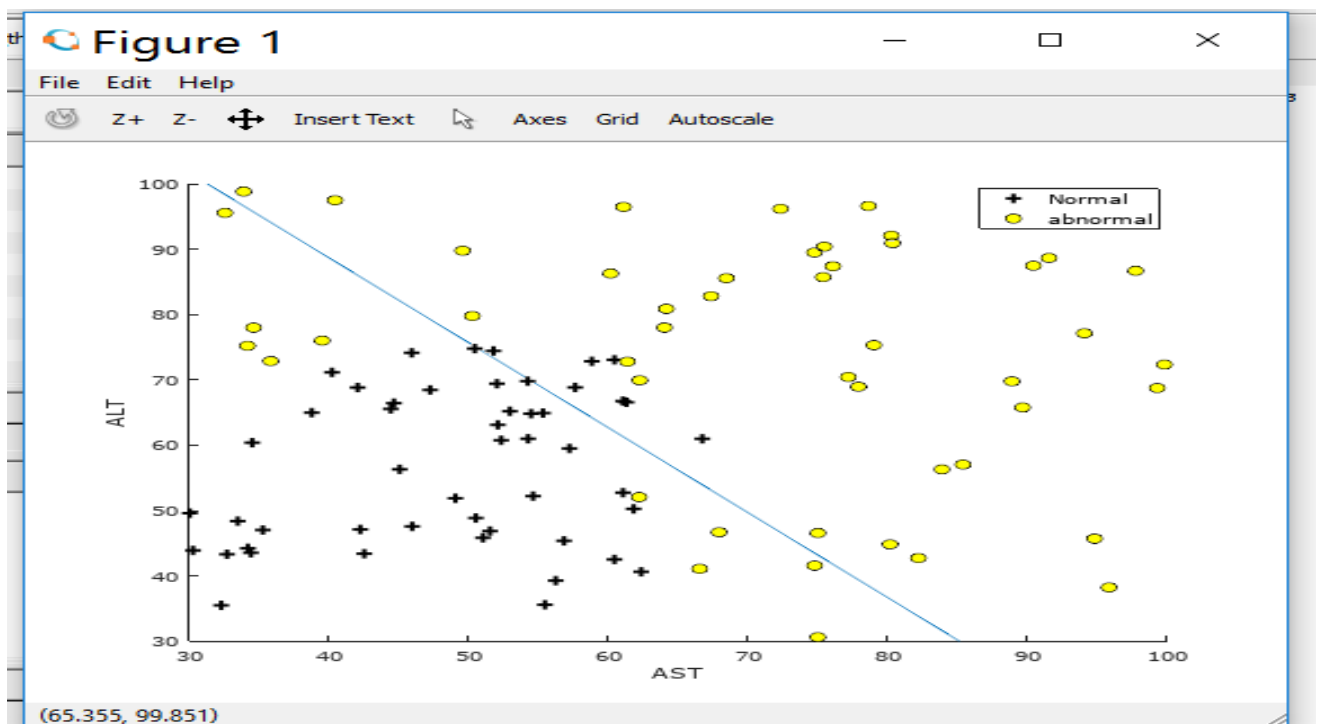 th
Figure 1
File Edit Help
Z+ Z- Insert Text Axes Grid Autoscale
100
90
80
70
60
50
40
30
ALT
Normal
abnormal
30 40 50 60 70 80 90 100
AST
(65.355, 99.851)